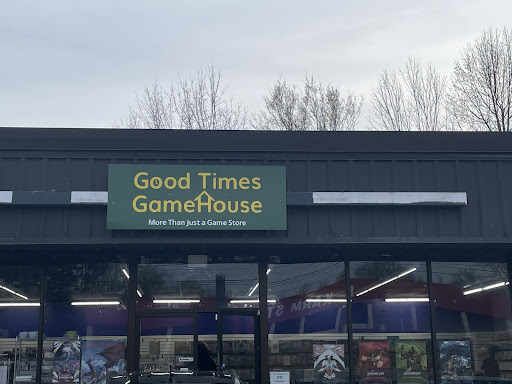 Good Times
GameHouse
More Than Just a Game Store